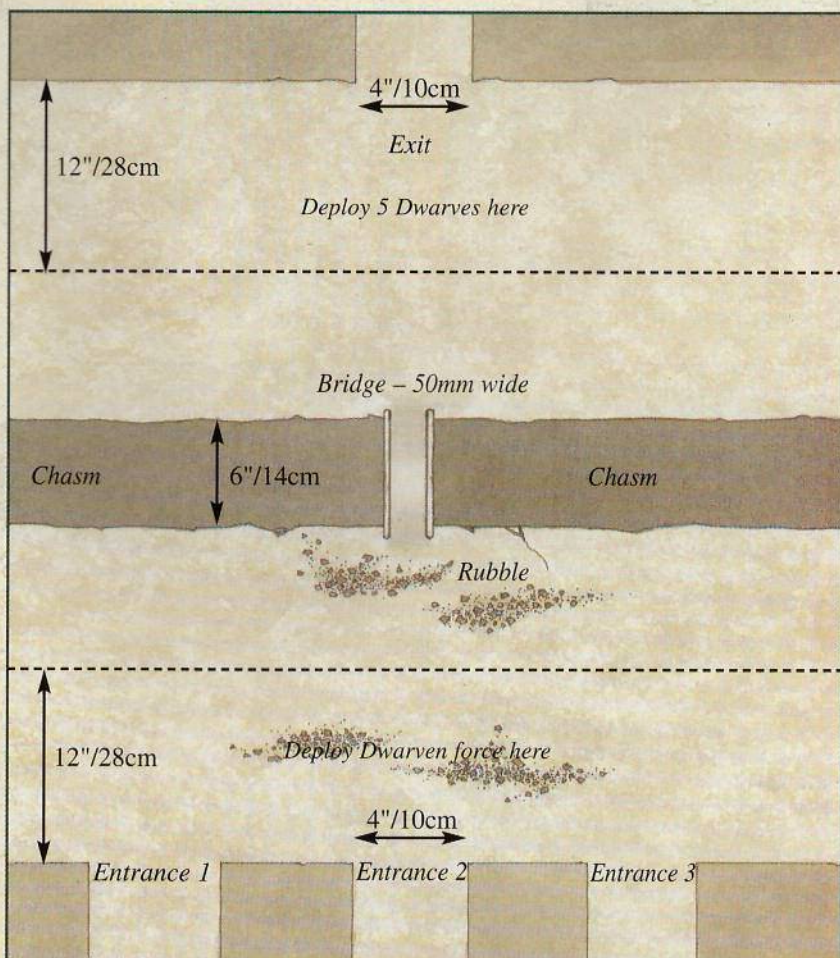 4"/10cm
Exit
12"/28cm
Deploy 5 Dwarves here
Bridge – 50mm wide
Chasm
6"/14cm
Chasm
Rubble
12"/28cm
Deploy Dwarven force here
4"/10cm
Entrance 1
Entrance 2
Entrance 3